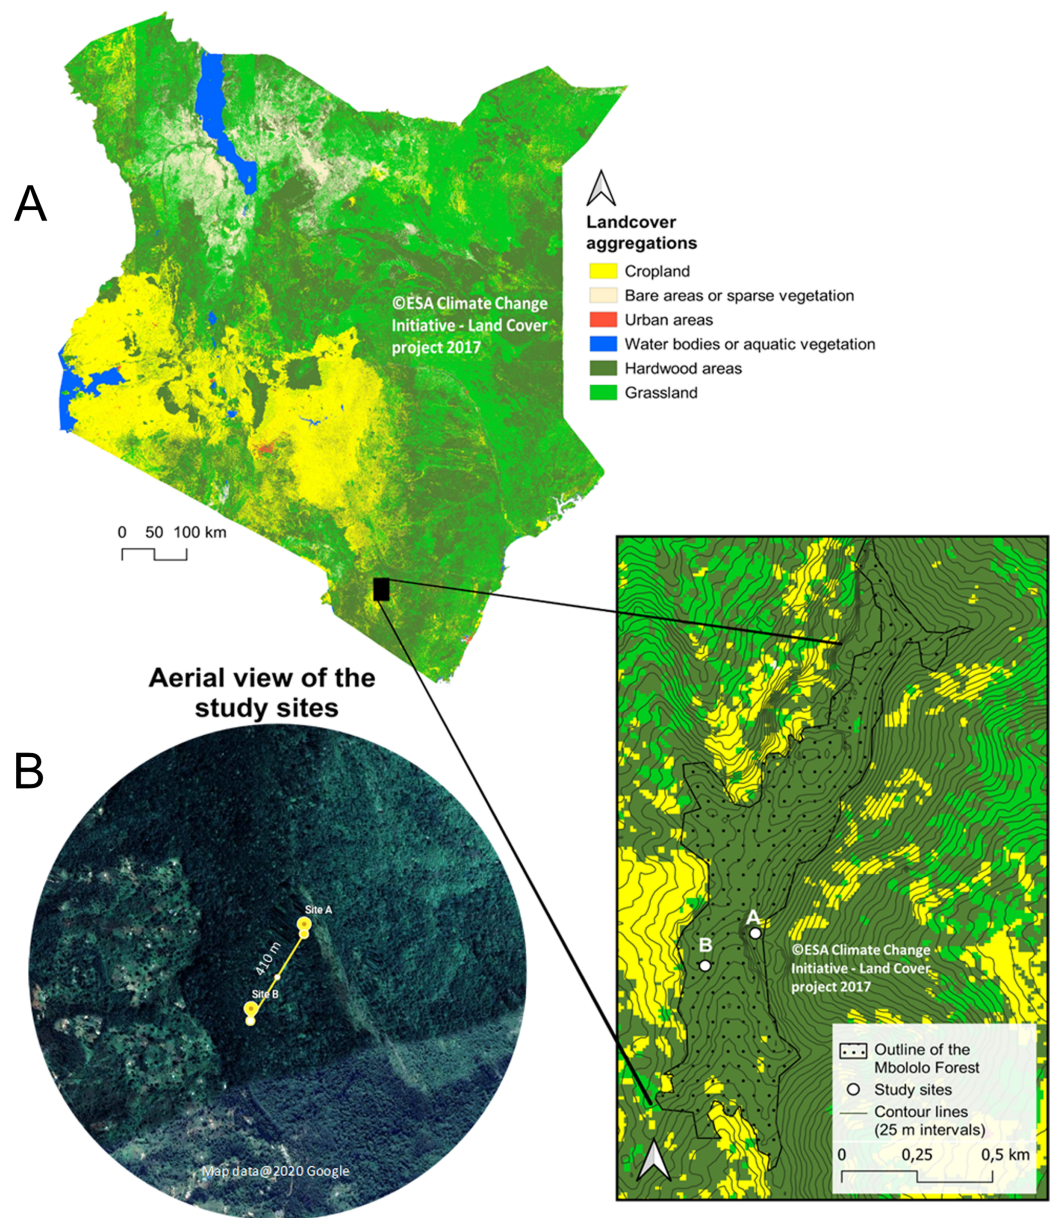 A
©ESA Climate Change
Initiative - Land Cover
project 2017
Landcover
aggregations
Cropland
Bare areas or sparse vegetation
Urban areas
Water bodies or aquatic vegetation
Hardwood areas
Grassland
0 50 100 km
Aerial view of the
study sites
B
Site A
410 m
Site B
Map data@2020 Google
A
B
©ESA Climate Change
Initiative - Land Cover
project 2017
Outline of the
Mbololo Forest
Study sites
Contour lines
(25 m intervals)
0 0,25 0,5 km